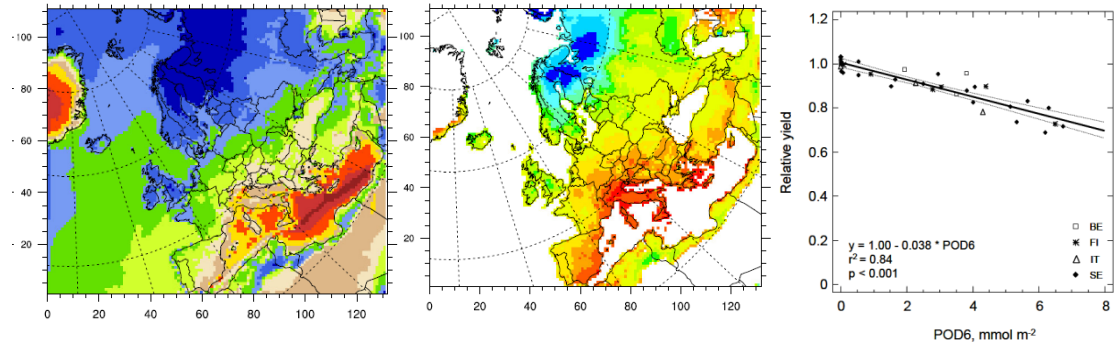 110
80
60
40
20
0 20 40 60 80 100 120
110
80
60
40
20
0 20 40 60 80 100 120
Relative yield
1.2
1.0
0.8
0.6
0.4
0.2
0
y = 1.00 - 0.038 * POD6
r² = 0.84
p < 0.001
BE
FI
IT
SE
0 2 4 6 8
POD6, mmol m⁻²